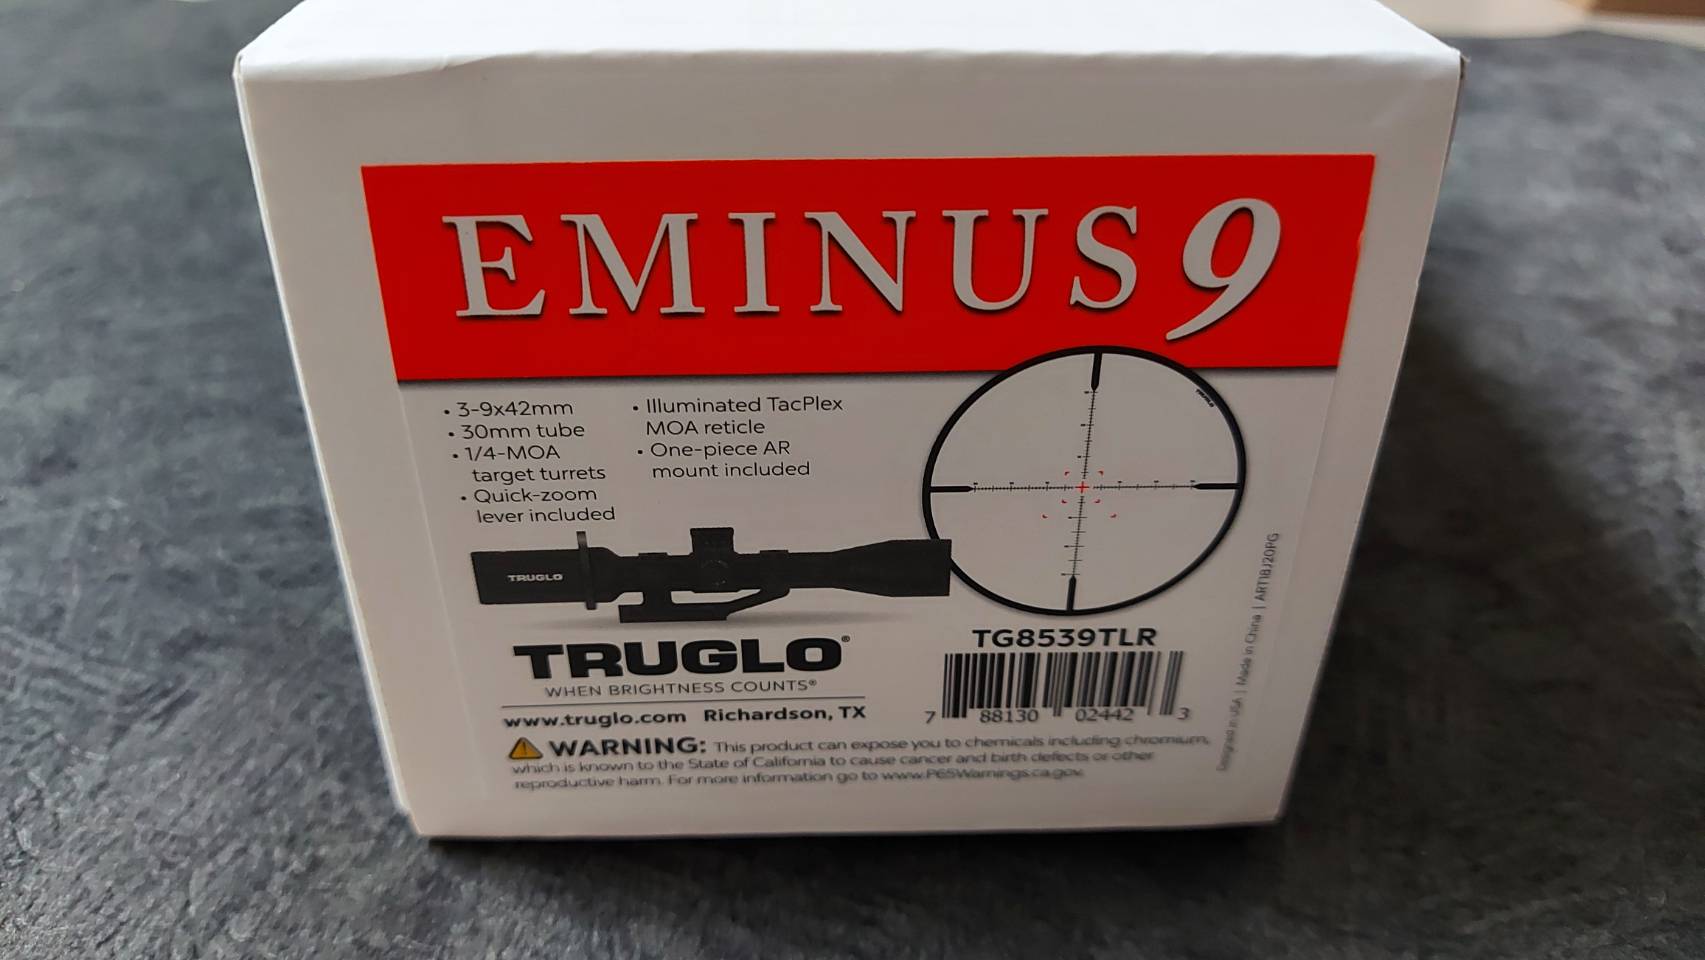 EMINUS 9
• 3-9x42mm
• 30mm tube
• 1/4-MOA
target turrets
• Quick-zoom
lever included
• Illuminated TacPlex
MOA reticle
• One-piece AR
mount included
TRUGLO
TRUGLO
TRUGLO®
WHEN BRIGHTNESS COUNTS®
www.truglo.com Richardson, TX
TG8539TLR
7 88130 02442 3
WARNING: This product can expose you to chemicals including chromium,
which is known to the State of California to cause cancer and birth defects or other
reproductive harm. For more information go to www.P65Warnings.ca.gov.
Designed in USA | Made in China | ART18J20PG